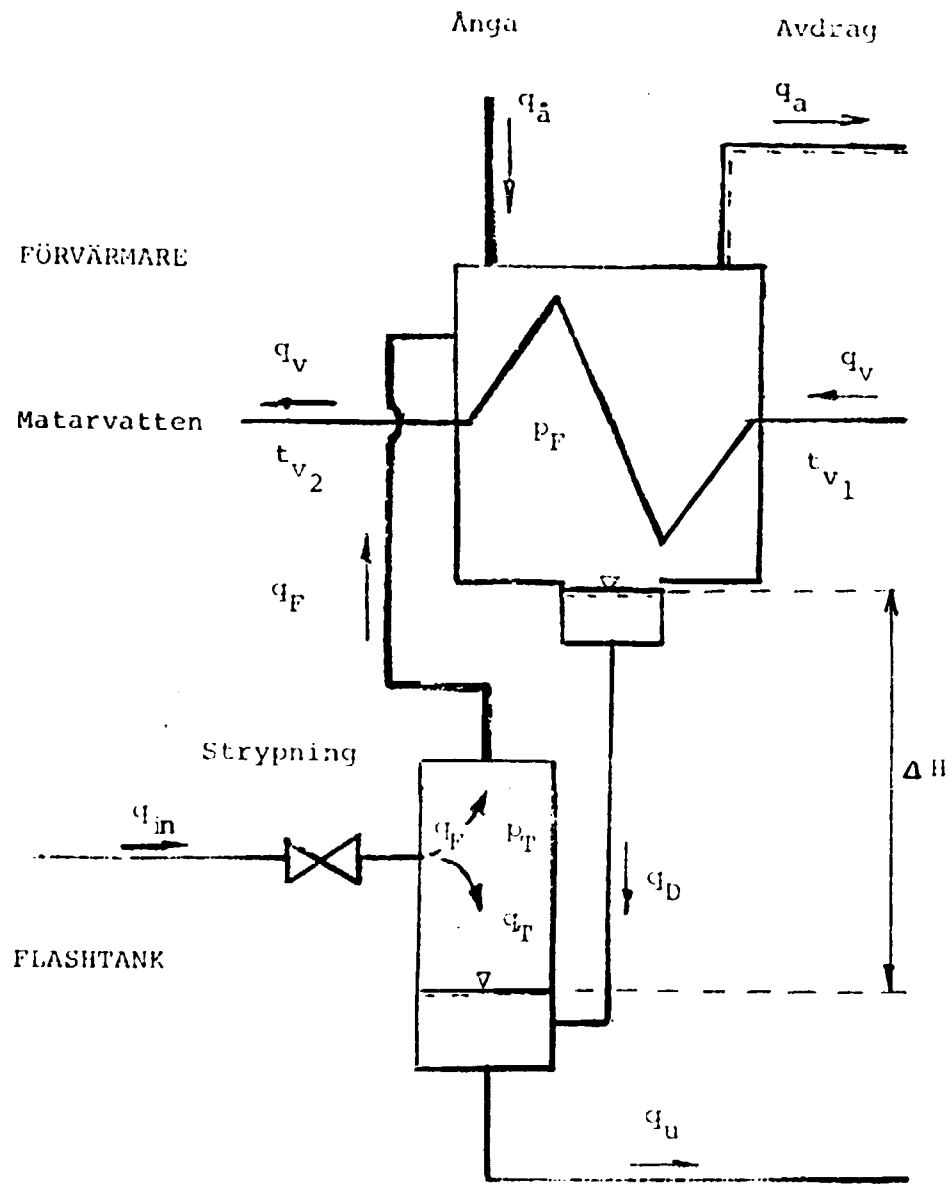 Ånga
Avdrag
q_å
q_a
FÖRVÄRMARE
q_v
q_v
Matarvatten
p_F
t_v2
t_v1
q_F
Strypning
ΔH
q_in
q_F
p_T
q_D
q_T
FLASHTANK
q_u